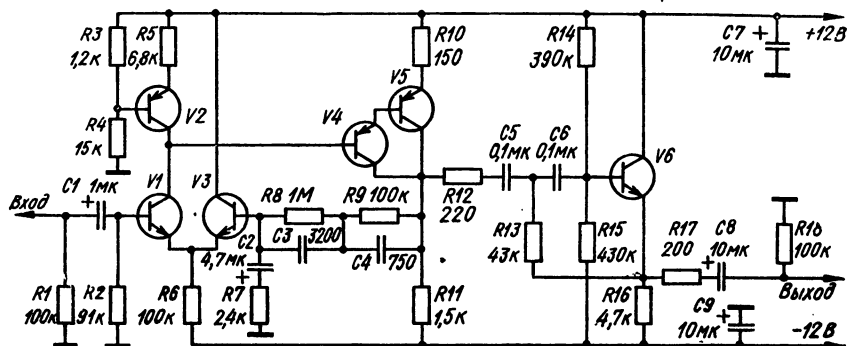 R3
1,2к
R5
6,8к
R10
150
R14
390к
C7
+
10мк
+12В
V5
V2
V4
R4
15к
C5
0,1мк
C6
0,1мк
V6
C1
1мк
+
Вход
V1
V3
R8 1М
R9 100к
R12
220
C2
4,7мк
+
C3
3200
C4
750
R13
43к
R15
430к
R17
200
C8
10мк
+
R18
100к
Выход
R1
100к
R2
91к
R6
100к
R7
2,4к
R11
1,5к
R16
4,7к
C9
+
10мк
-12В